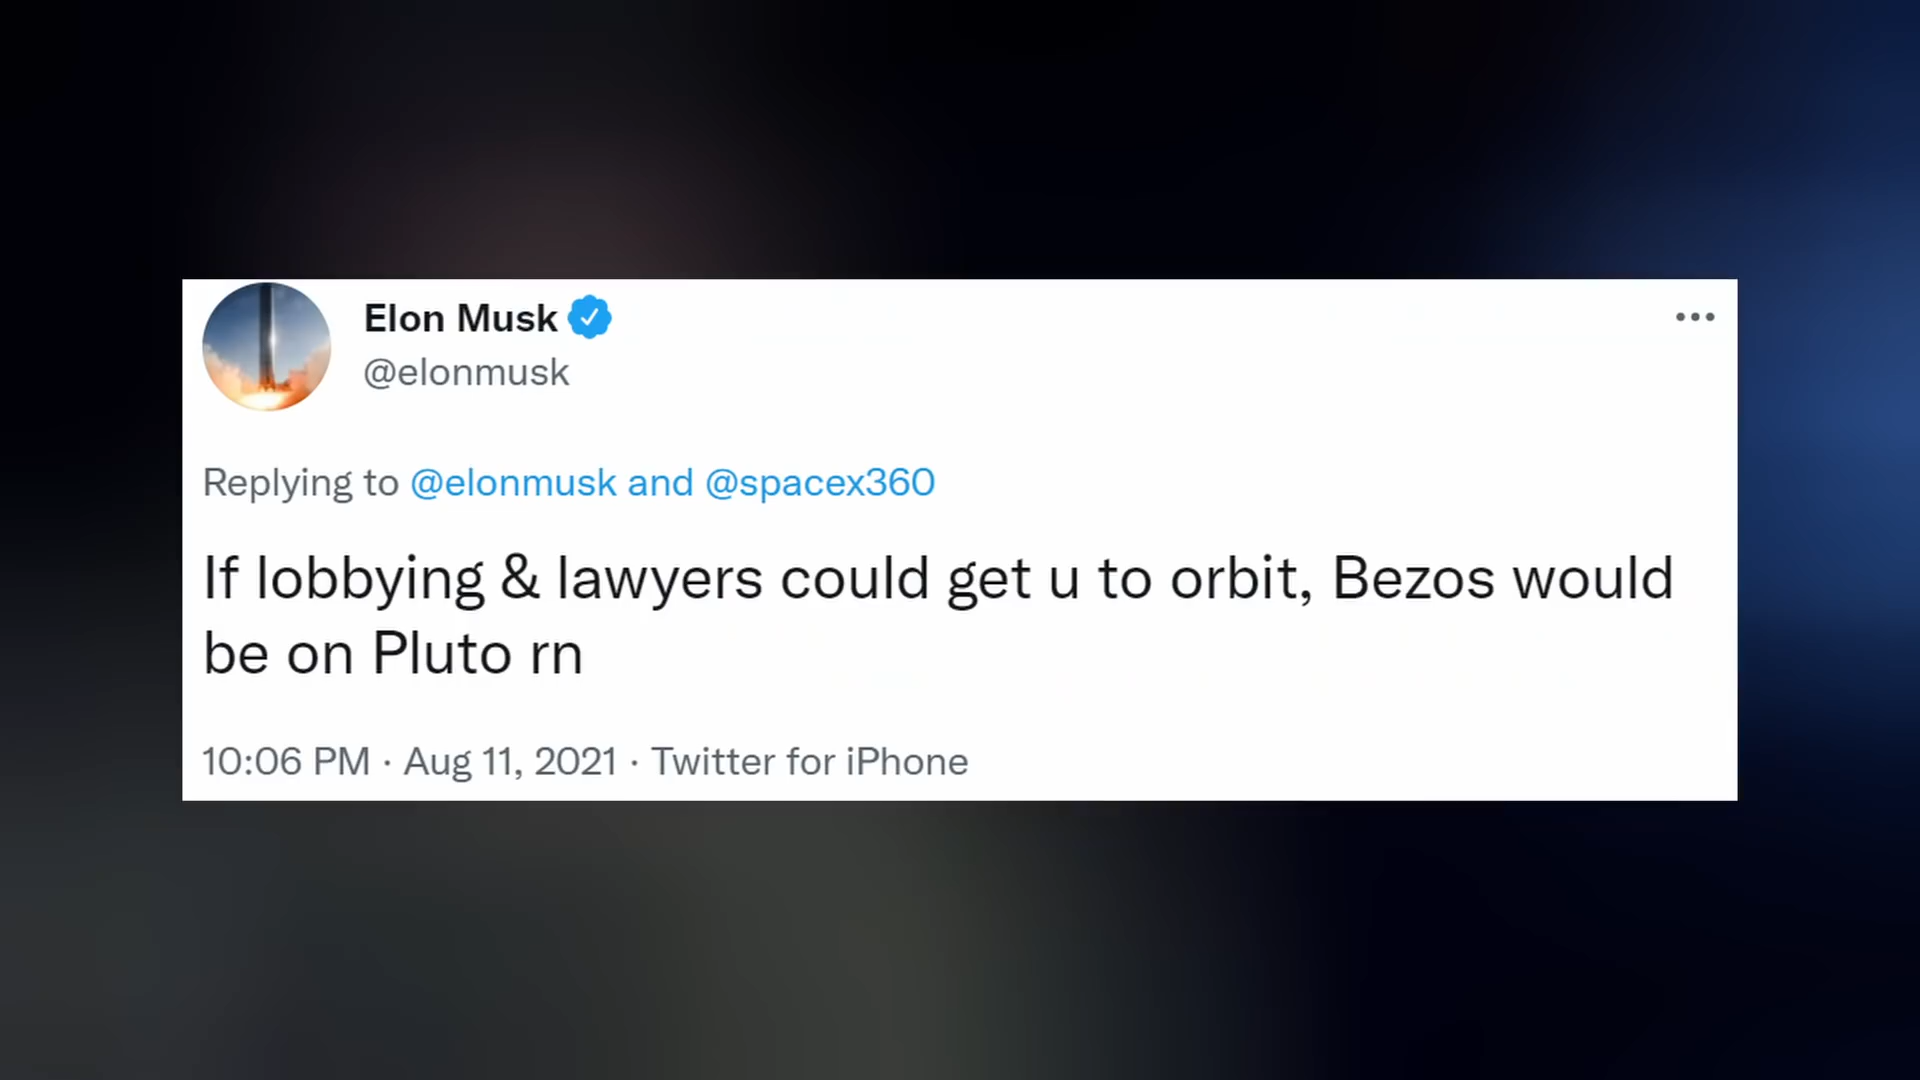 Elon Musk
@elonmusk
Replying to @elonmusk and @spacex360
If lobbying & lawyers could get u to orbit, Bezos would
be on Pluto rn
10:06 PM · Aug 11, 2021 · Twitter for iPhone